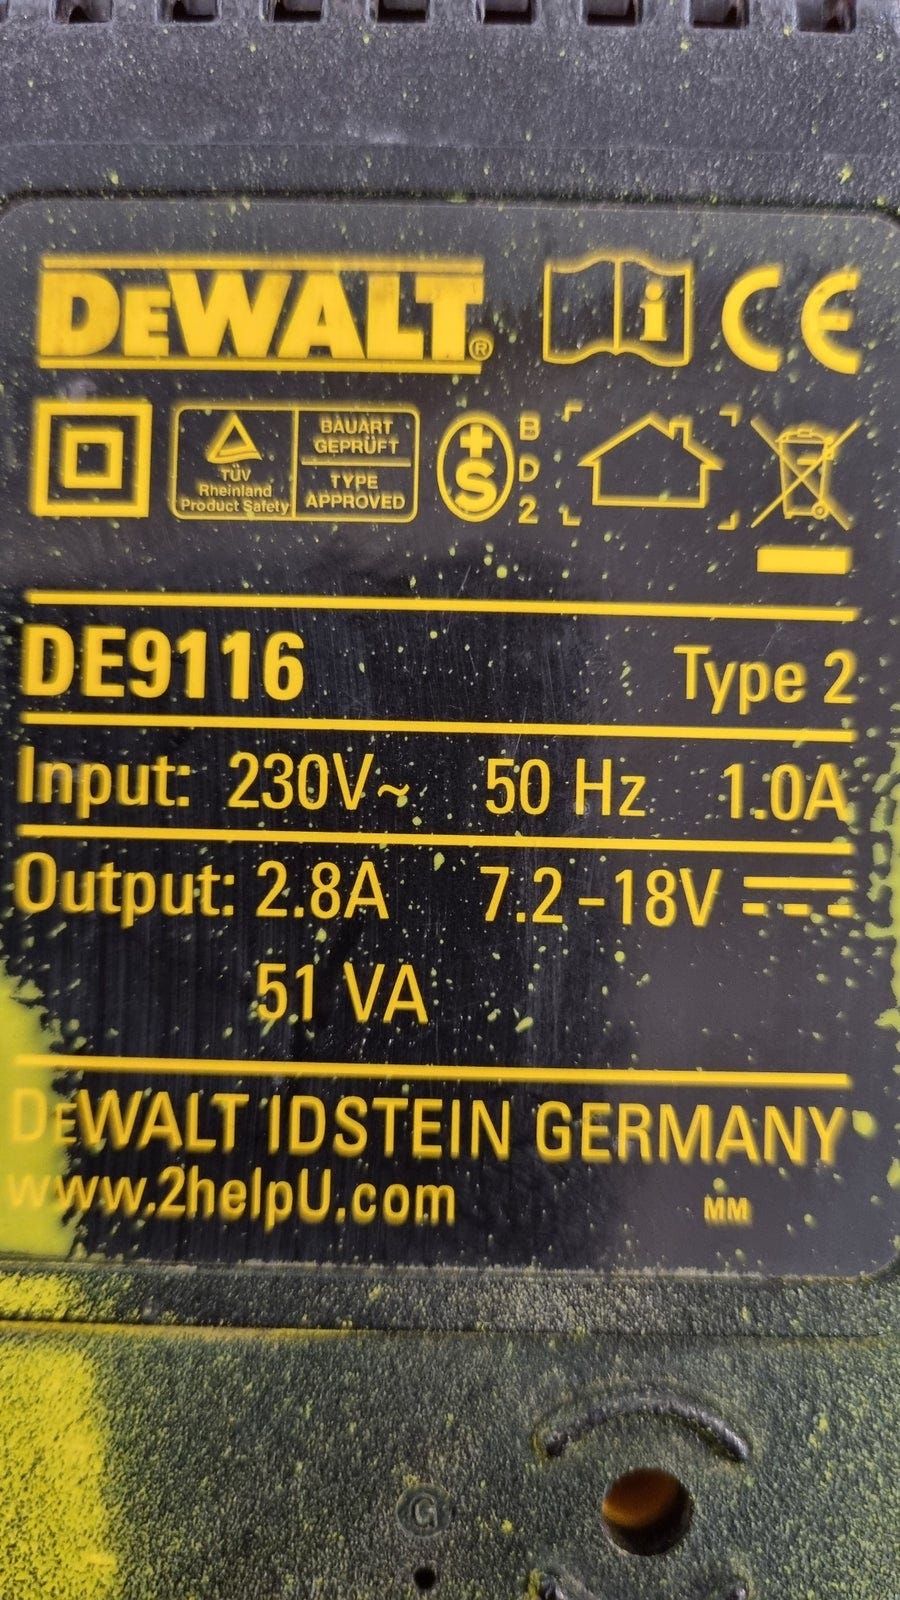 DEWALT®
i CE
TÜV
Rheinland
Product Safety
BAUART
GEPRÜFT
TYPE
APPROVED
+S
B
D
2
DE9116 Type 2
Input: 230V~ 50 Hz 1.0A
Output: 2.8A 7.2-18V
51 VA
DEWALT IDSTEIN GERMANY
www.2helpU.com MM
G